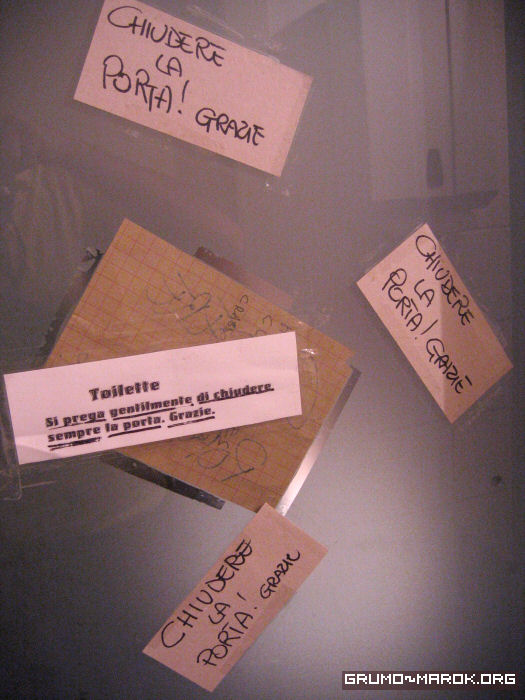 CHIUDERE
LA
PORTA! GRAZIE
CHIUDERE
LA
PORTA! GRAZIE
Toilette
Si prega gentilmente di chiudere
sempre la porta. Grazie.
CHIUDERE
LA
PORTA! GRAZIE
GRUMO~MAROK.ORG